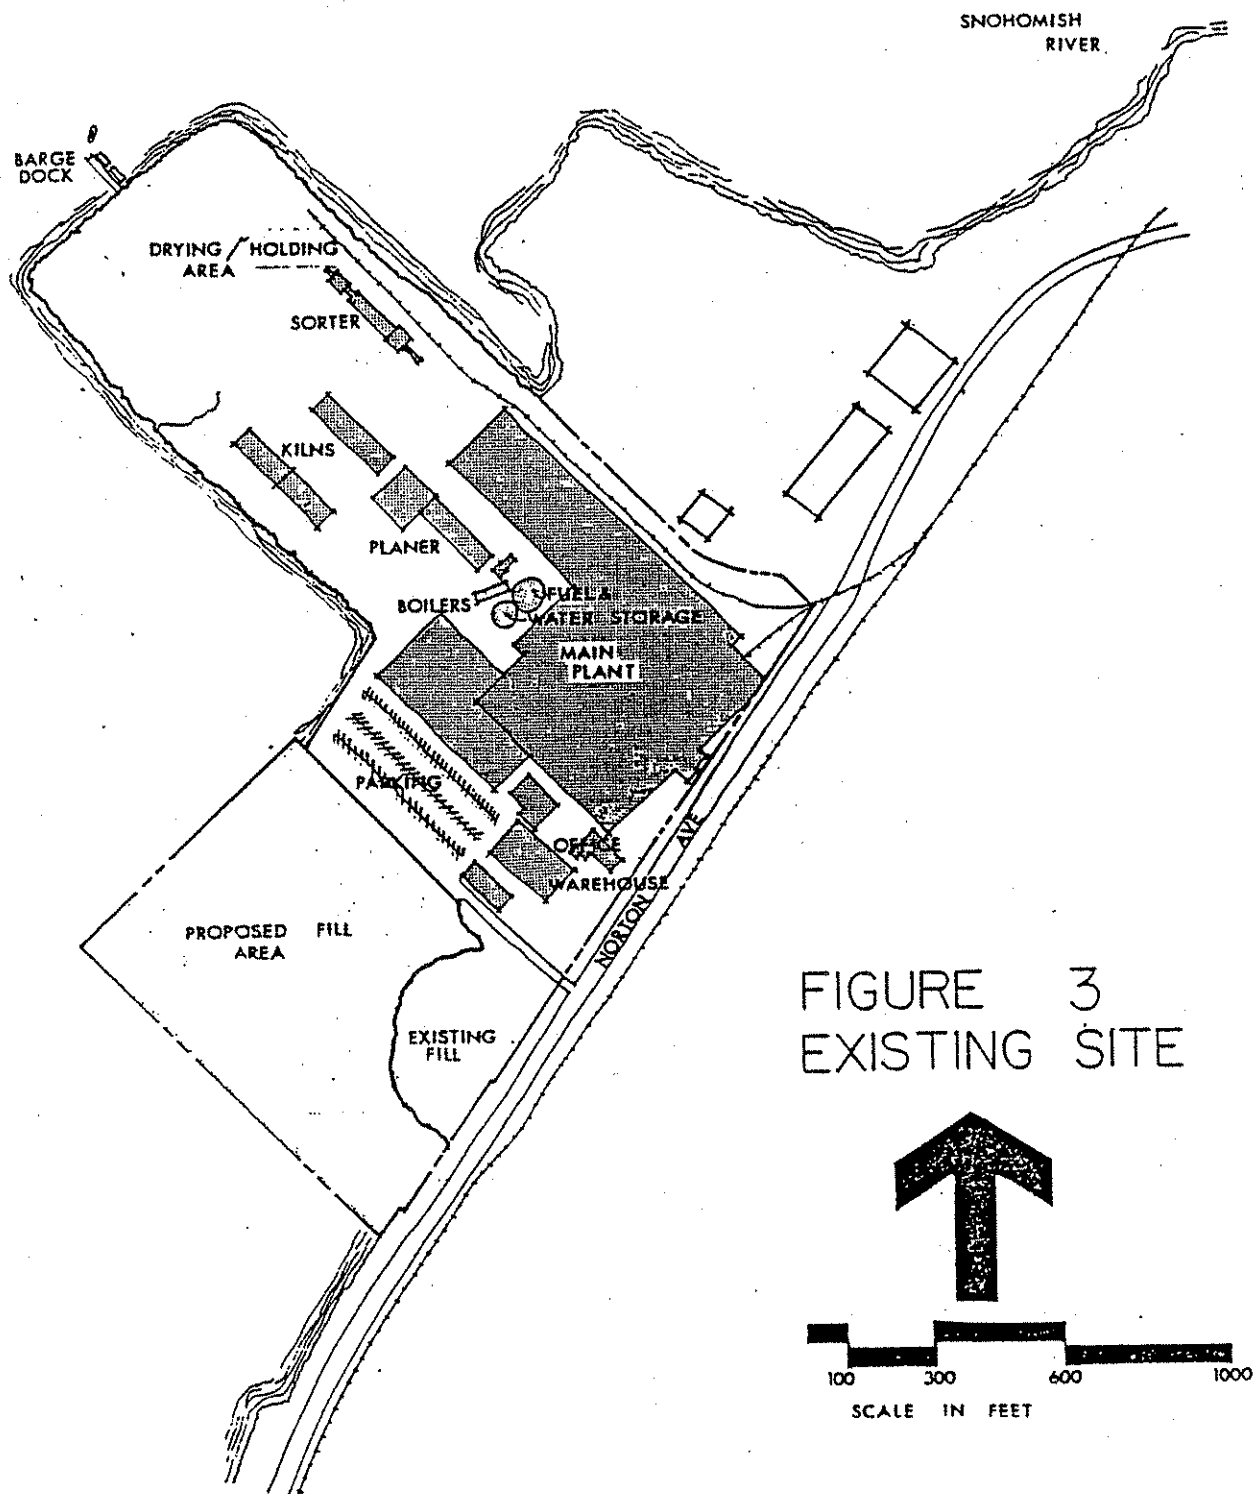 SNOHOMISH
RIVER
BARGE
DOCK
DRYING / HOLDING
AREA
SORTER
KILNS
PLANER
BOILERS
FUEL &
WATER STORAGE
MAIN
PLANT
PARKING
OFFICE
WAREHOUSE
NORTON AVE
PROPOSED FILL
AREA
EXISTING
FILL
FIGURE 3
EXISTING SITE
100 300 600 1000
SCALE IN FEET